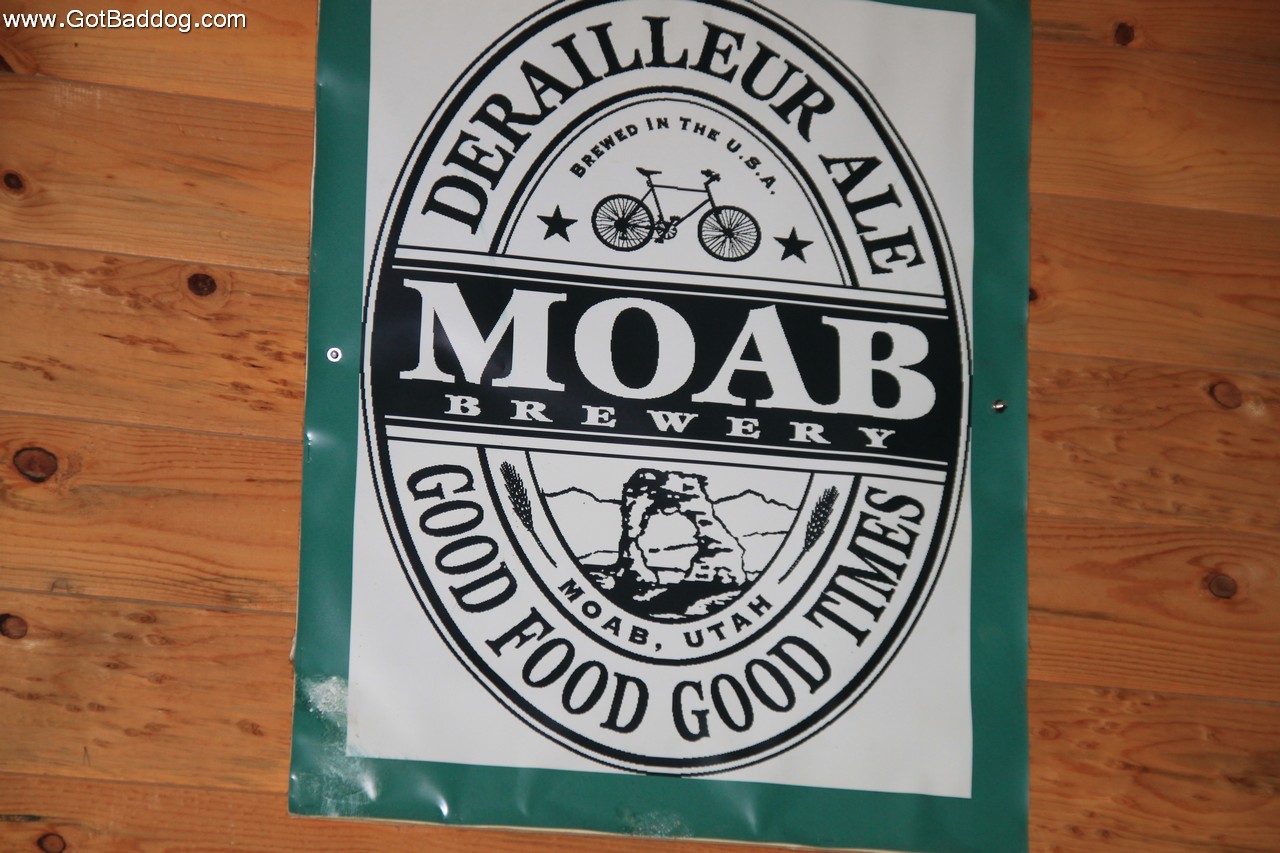 www.GotBaddog.com
DERAILLEUR ALE
BREWED IN THE U.S.A.
MOAB
BREWERY
MOAB, UTAH
GOOD FOOD GOOD TIMES